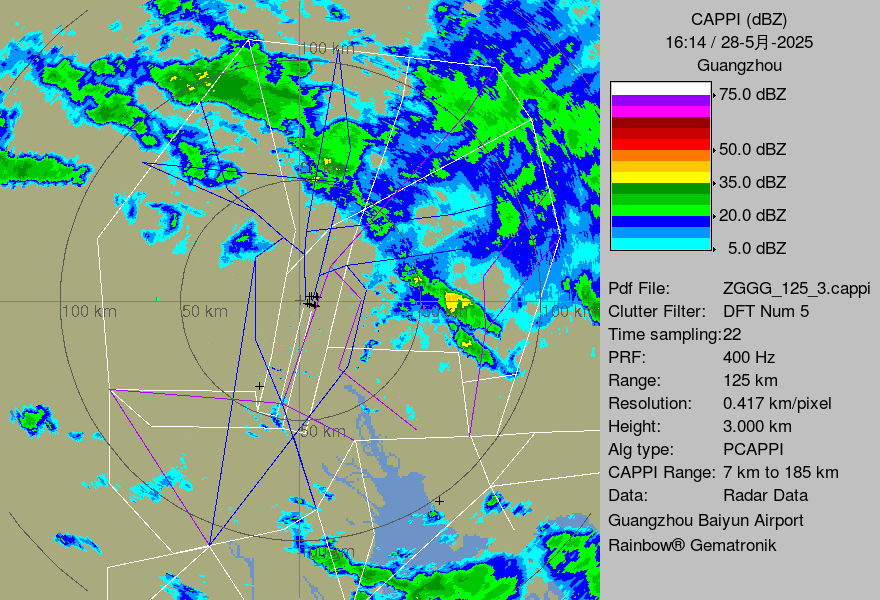 CAPPI (dBZ)
16:14 / 28-5月-2025
Guangzhou
75.0 dBZ
50.0 dBZ
35.0 dBZ
20.0 dBZ
5.0 dBZ
Pdf File: ZGGG_125_3.cappi
Clutter Filter: DFT Num 5
Time sampling:22
PRF: 400 Hz
Range: 125 km
Resolution: 0.417 km/pixel
Height: 3.000 km
Alg type: PCAPPI
CAPPI Range: 7 km to 185 km
Data: Radar Data
Guangzhou Baiyun Airport
Rainbow® Gematronik
100 km
100 km
50 km
100 km
50 km